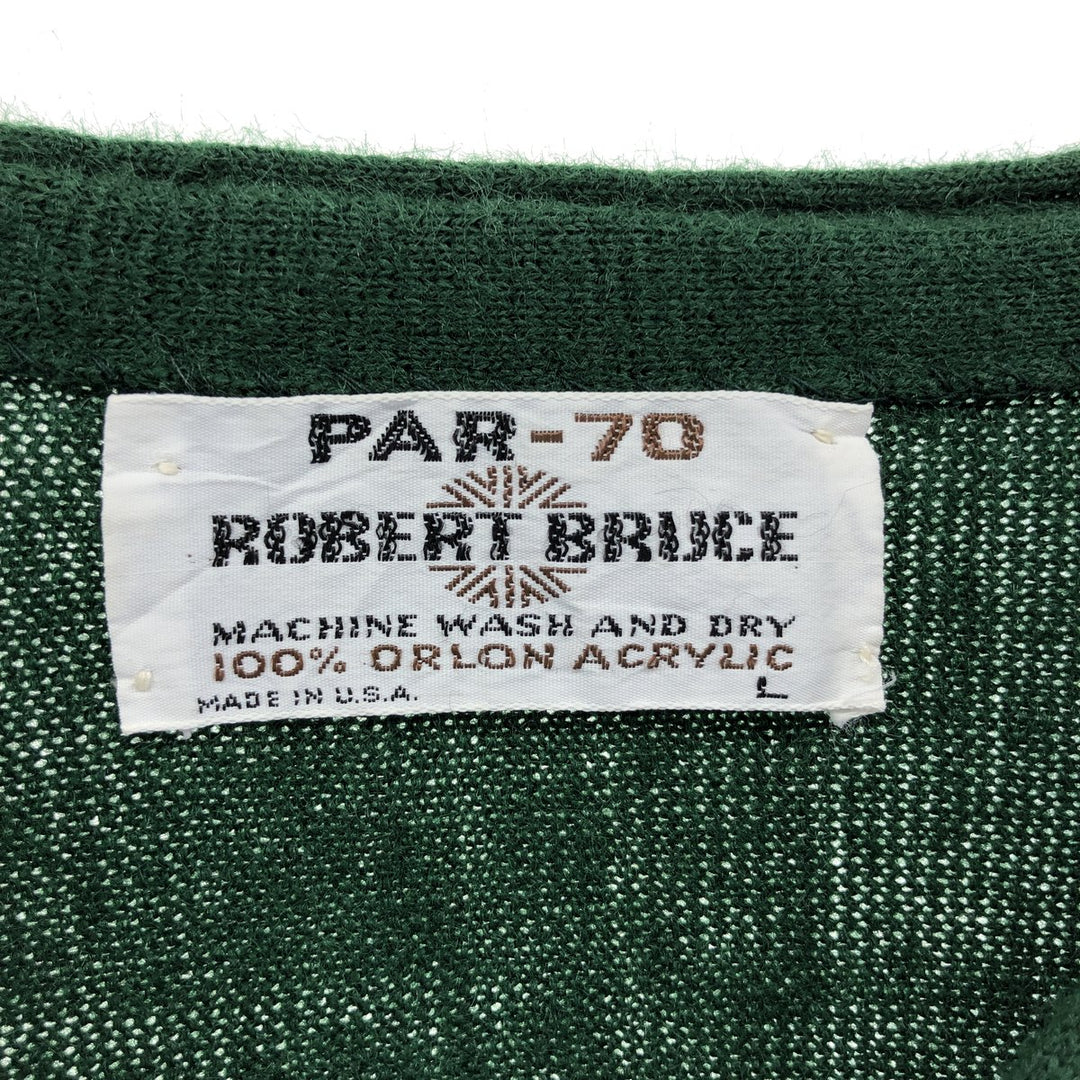 PAR-70
ROBERT BRUCE
MACHINE WASH AND DRY
100% ORLON ACRYLIC
MADE IN U.S.A. L